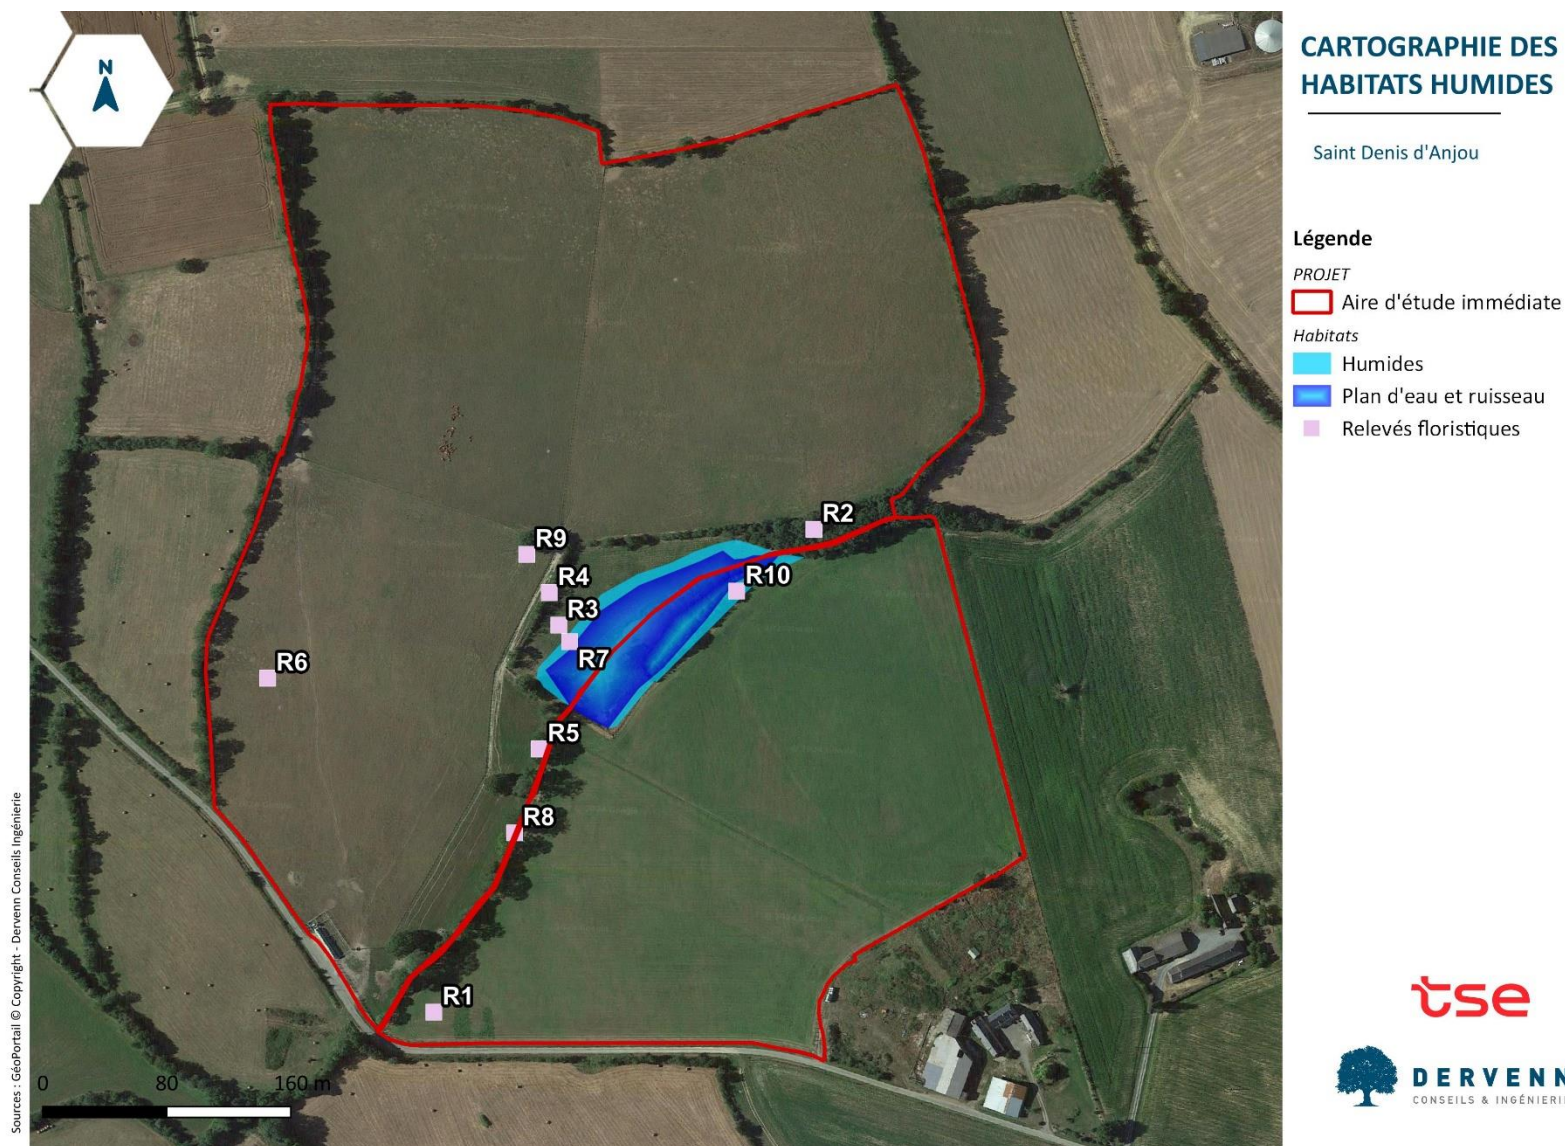 N
CARTOGRAPHIE DES
HABITATS HUMIDES
Saint Denis d'Anjou
Légende
PROJET
Aire d'étude immédiate
Habitats
Humides
Plan d'eau et ruisseau
Relevés floristiques
R2
R9
R4
R10
R3
R7
R6
R5
R8
R1
0 80 160 m
Sources : GéoPortail © Copyright - Dervenn Conseils Ingénierie
tse
DERVENN
CONSEILS & INGÉNIERIE